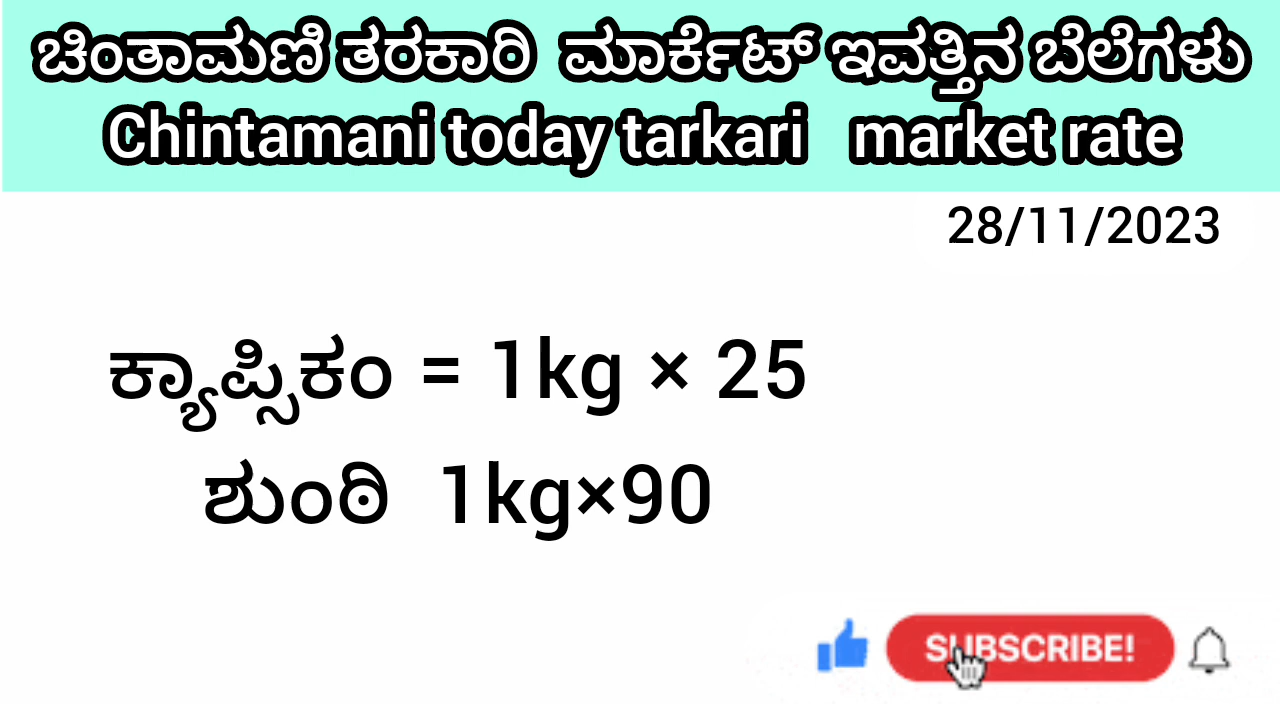 ಚಿಂತಾಮಣಿ ತರಕಾರಿ ಮಾರ್ಕೆಟ್ ಇವತ್ತಿನ ಬೆಲೆಗಳು
Chintamani today tarkari market rate
28/11/2023
ಕ್ಯಾಪ್ಸಿಕಂ = 1kg × 25
ಶುಂಠಿ 1kg×90
SUBSCRIBE!